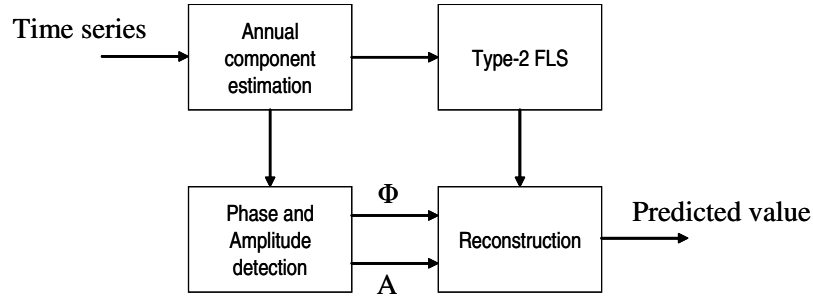 Time series
Annual
component
estimation
Type-2 FLS
Phase and
Amplitude
detection
Φ
A
Reconstruction
Predicted value